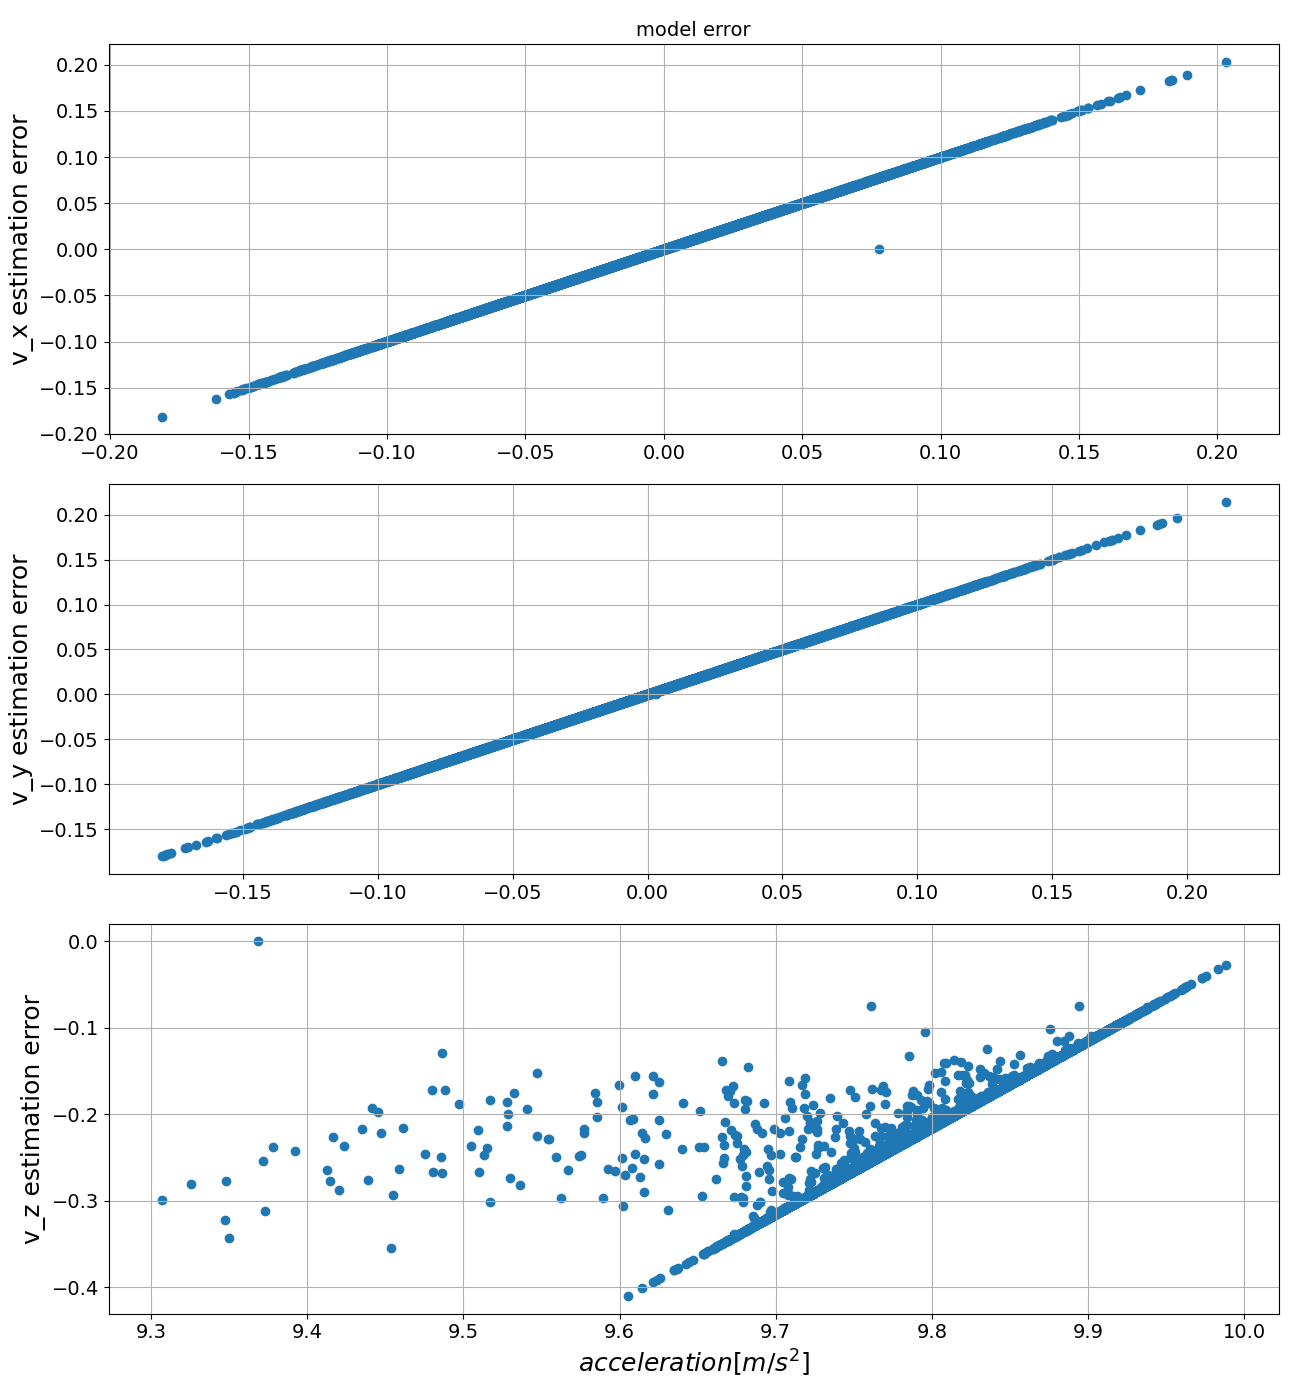 model error
v_x estimation error
0.20
0.15
0.10
0.05
0.00
−0.05
−0.10
−0.15
−0.20
−0.20 −0.15 −0.10 −0.05 0.00 0.05 0.10 0.15 0.20
v_y estimation error
0.20
0.15
0.10
0.05
0.00
−0.05
−0.10
−0.15
−0.15 −0.10 −0.05 0.00 0.05 0.10 0.15 0.20
v_z estimation error
0.0
−0.1
−0.2
−0.3
−0.4
9.3 9.4 9.5 9.6 9.7 9.8 9.9 10.0
acceleration[m/s²]